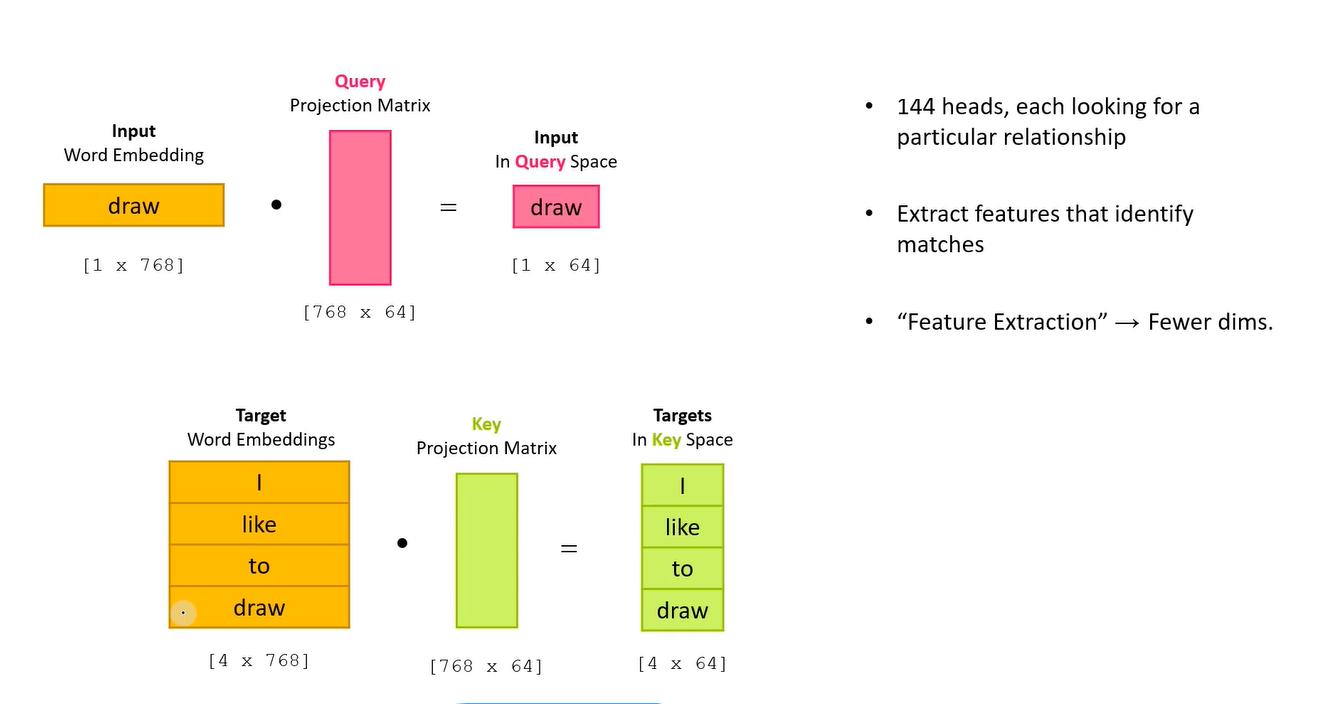 Query
Projection Matrix
Input
Word Embedding
Input
In Query Space
draw
•
=
draw
[1 x 768]
[768 x 64]
[1 x 64]
• 144 heads, each looking for a
particular relationship
• Extract features that identify
matches
• “Feature Extraction” → Fewer dims.
Target
Word Embeddings
Key
Projection Matrix
Targets
In Key Space
I
like
to
draw
•
=
I
like
to
draw
[4 x 768]
[768 x 64]
[4 x 64]